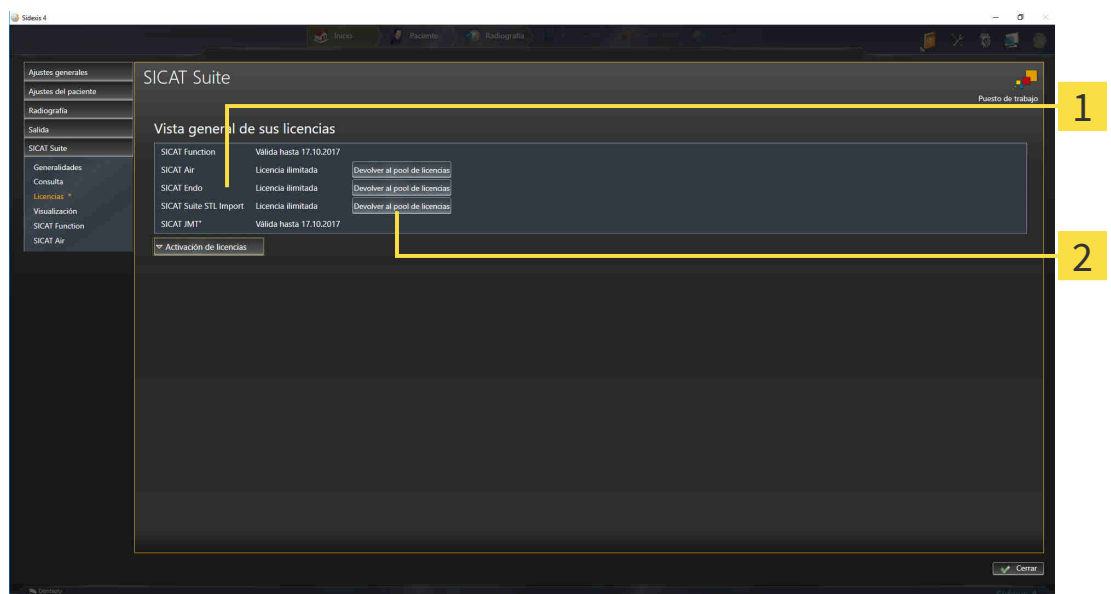 Sidexis 4
Inicio
Paciente
Radiografía
Ajustes generales
Ajustes del paciente
Radiografía
Salida
SICAT Suite
Generalidades
Consulta
Licencias *
Visualización
SICAT Function
SICAT Air
SICAT Suite
Puesto de trabajo
Vista general de sus licencias
SICAT Function Válida hasta 17.10.2017
SICAT Air Licencia ilimitada Devolver al pool de licencias
SICAT Endo Licencia ilimitada Devolver al pool de licencias
SICAT Suite STL Import Licencia ilimitada Devolver al pool de licencias
SICAT JMT⁺ Válida hasta 17.10.2017
Activación de licencias
1
2
Cerrar
Sidexis 4